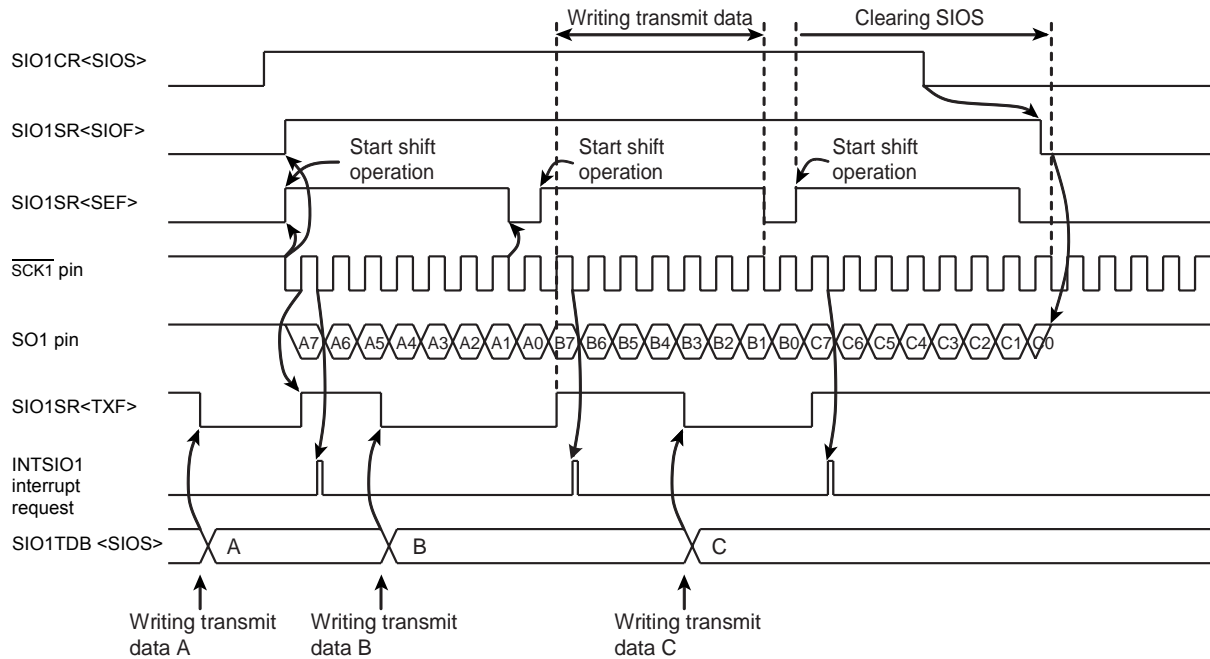 Writing transmit data
Clearing SIOS
SIO1CR<SIOS>
SIO1SR<SIOF>
Start shift
operation
Start shift
operation
Start shift
operation
SIO1SR<SEF>
SCK1 pin
SO1 pin
A7 A6 A5 A4 A3 A2 A1 A0 B7 B6 B5 B4 B3 B2 B1 B0 C7 C6 C5 C4 C3 C2 C1 C0
SIO1SR<TXF>
INTSIO1
interrupt
request
SIO1TDB <SIOS>
A
B
C
Writing transmit
data A
Writing transmit
data B
Writing transmit
data C